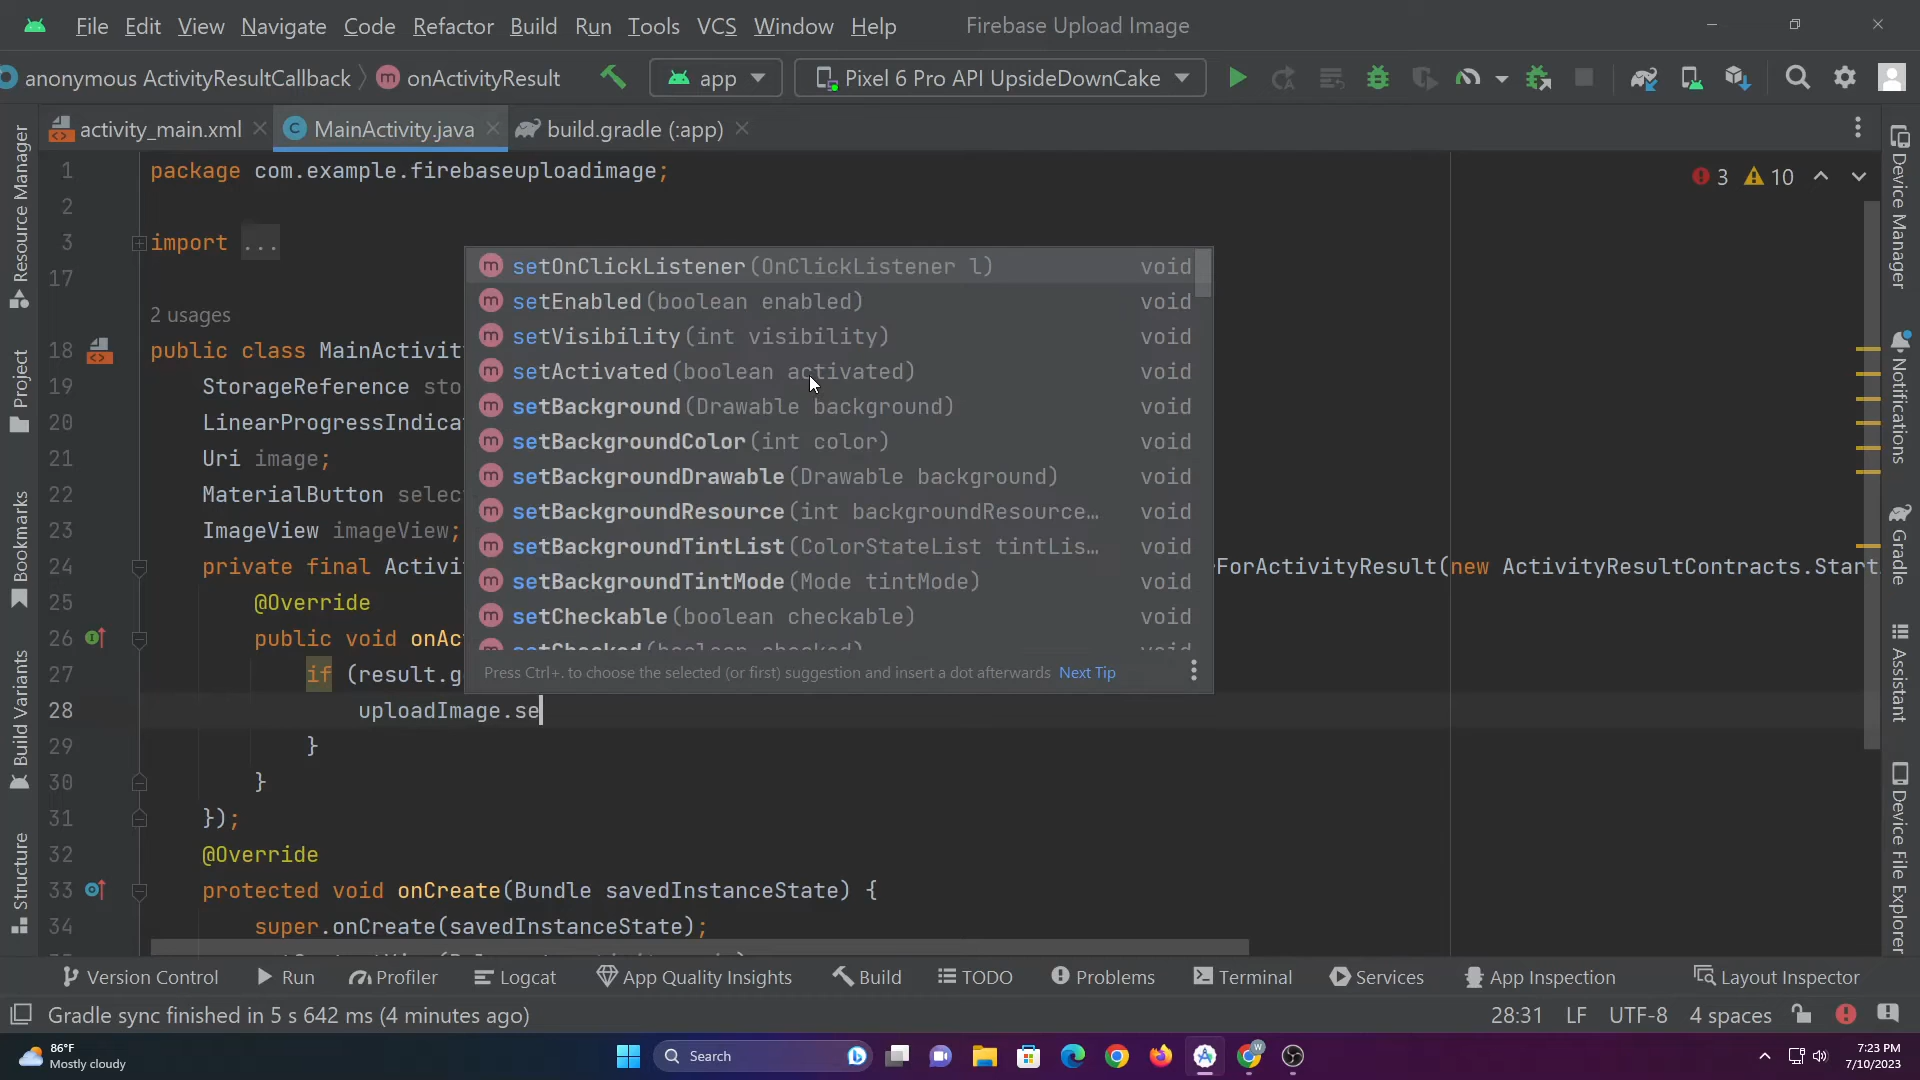 File Edit View Navigate Code Refactor Build Run Tools VCS Window Help Firebase Upload Image
anonymous ActivityResultCallback onActivityResult app Pixel 6 Pro API UpsideDownCake
activity_main.xml MainActivity.java build.gradle (:app)
1 package com.example.firebaseuploadimage;
3 10
2
3 import ...
17
2 usages
18 public class MainActivit
19 StorageReference sto
20 LinearProgressIndica
21 Uri image;
22 MaterialButton selec
23 ImageView imageView;
24 private final Activi rForActivityResult(new ActivityResultContracts.Start
25 @Override
26 public void onAc
27 if (result.g
28 uploadImage.se
29 }
30 }
31 });
32 @Override
33 protected void onCreate(Bundle savedInstanceState) {
34 super.onCreate(savedInstanceState);
setOnClickListener(OnClickListener l) void
setEnabled(boolean enabled) void
setVisibility(int visibility) void
setActivated(boolean activated) void
setBackground(Drawable background) void
setBackgroundColor(int color) void
setBackgroundDrawable(Drawable background) void
setBackgroundResource(int backgroundResource… void
setBackgroundTintList(ColorStateList tintLis… void
setBackgroundTintMode(Mode tintMode) void
setCheckable(boolean checkable) void
setChecked(boolean checked) void
Press Ctrl+. to choose the selected (or first) suggestion and insert a dot afterwards Next Tip
Resource Manager
Project
Bookmarks
Build Variants
Structure
Device Manager
Notifications
Gradle
Assistant
Device File Explorer
Version Control Run Profiler Logcat App Quality Insights Build TODO Problems Terminal Services App Inspection Layout Inspector
Gradle sync finished in 5 s 642 ms (4 minutes ago) 28:31 LF UTF-8 4 spaces
86°F
Mostly cloudy
Search
7:23 PM
7/10/2023